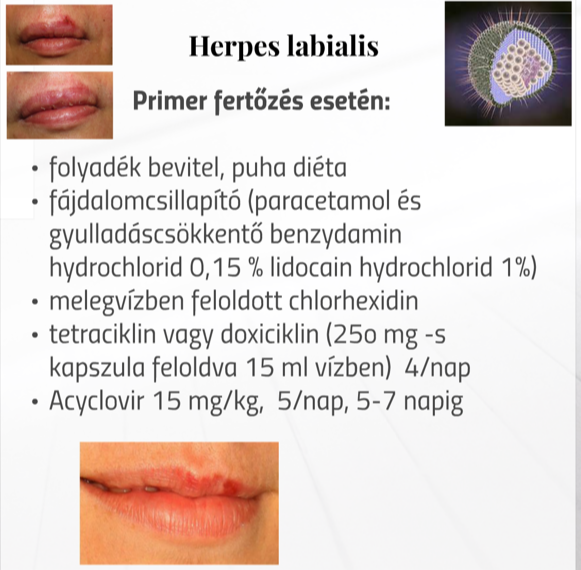 Herpes labialis
Primer fertőzés esetén:
• folyadék bevitel, puha diéta
• fájdalomcsillapító (paracetamol és
gyulladáscsökkentő benzydamin
hydrochlorid 0,15 % lidocain hydrochlorid 1%)
• melegvízben feloldott chlorhexidin
• tetraciklin vagy doxiciklin (25o mg -s
kapszula feloldva 15 ml vízben)  4/nap
• Acyclovir 15 mg/kg,  5/nap, 5-7 napig